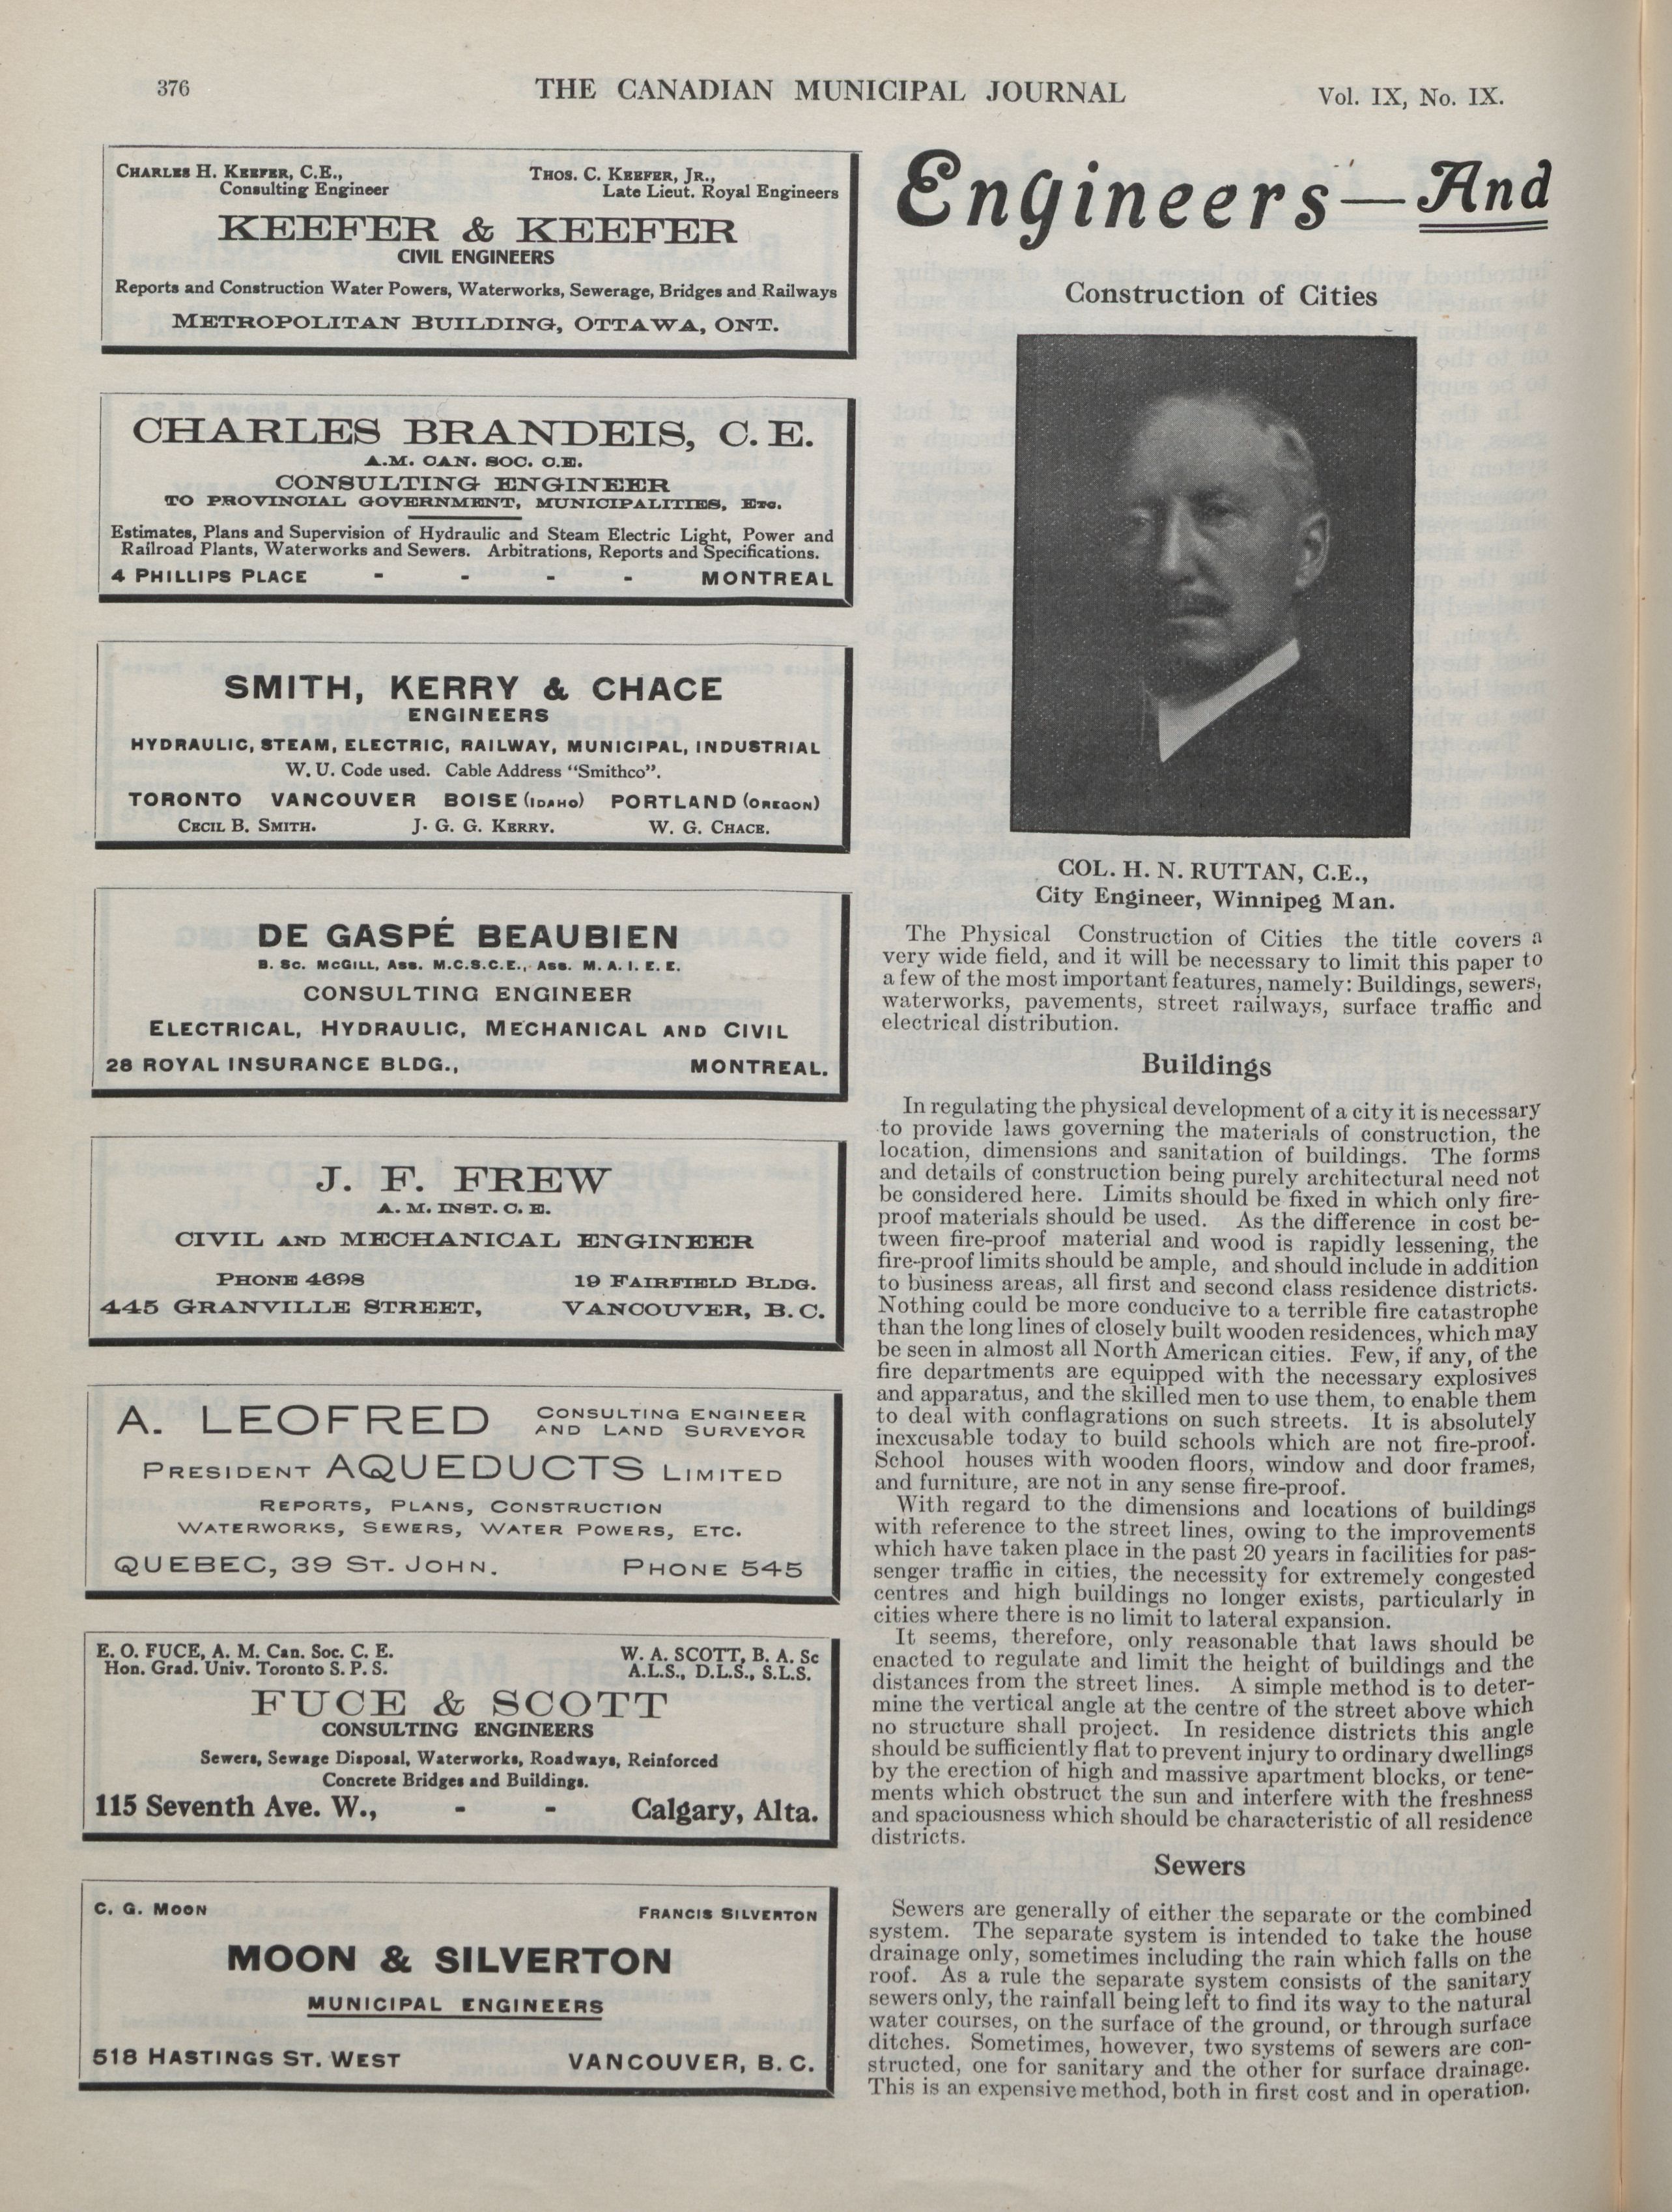 376
THE CANADIAN MUNICIPAL JOURNAL
Vol. IX, No. IX.
CHARLES H. KEEFER, C.E.,
Consulting Engineer
THOS. C. KEEFER, JR.,
Late Lieut. Royal Engineers
KEEFER & KEEFER
CIVIL ENGINEERS
Reports and Construction Water Powers, Waterworks, Sewerage, Bridges and Railways
METROPOLITAN BUILDING, OTTAWA, ONT.
CHARLES BRANDEIS, C. E.
A.M. CAN. SOC. C.E.
CONSULTING ENGINEER
TO PROVINCIAL GOVERNMENT, MUNICIPALITIES, ETC.
Estimates, Plans and Supervision of Hydraulic and Steam Electric Light, Power and
Railroad Plants, Waterworks and Sewers. Arbitrations, Reports and Specifications.
4 PHILLIPS PLACE - - - - MONTREAL
SMITH, KERRY & CHACE
ENGINEERS
HYDRAULIC, STEAM, ELECTRIC, RAILWAY, MUNICIPAL, INDUSTRIAL
W. U. Code used. Cable Address "Smithco".
TORONTO VANCOUVER BOISE (IDAHO) PORTLAND (OREGON)
CECIL B. SMITH. J. G. G. KERRY. W. G. CHACE.
DE GASPÉ BEAUBIEN
B. Sc. McGILL, Ass. M.C.S.C.E., Ass. M. A. I. E. E.
CONSULTING ENGINEER
ELECTRICAL, HYDRAULIC, MECHANICAL AND CIVIL
28 ROYAL INSURANCE BLDG., MONTREAL.
J. F. FREW
A. M. INST. C. E.
CIVIL AND MECHANICAL ENGINEER
PHONE 4698 19 FAIRFIELD BLDG.
445 GRANVILLE STREET, VANCOUVER, B. C.
A. LEOFRED CONSULTING ENGINEER
AND LAND SURVEYOR
PRESIDENT AQUEDUCTS LIMITED
REPORTS, PLANS, CONSTRUCTION
WATERWORKS, SEWERS, WATER POWERS, ETC.
QUEBEC, 39 ST. JOHN. PHONE 545
E. O. FUCE, A. M. Can. Soc. C. E.
Hon. Grad. Univ. Toronto S. P. S.
W. A. SCOTT, B. A. Sc
A.L.S., D.L.S., S.L.S.
FUCE & SCOTT
CONSULTING ENGINEERS
Sewers, Sewage Disposal, Waterworks, Roadways, Reinforced
Concrete Bridges and Buildings.
115 Seventh Ave. W., - - Calgary, Alta.
C. G. MOON FRANCIS SILVERTON
MOON & SILVERTON
MUNICIPAL ENGINEERS
518 HASTINGS ST. WEST VANCOUVER, B. C.
Engineers—And
Construction of Cities
COL. H. N. RUTTAN, C.E.,
City Engineer, Winnipeg Man.
The Physical Construction of Cities the title covers a
very wide field, and it will be necessary to limit this paper to
a few of the most important features, namely: Buildings, sewers,
waterworks, pavements, street railways, surface traffic and
electrical distribution.
Buildings
In regulating the physical development of a city it is necessary
to provide laws governing the materials of construction, the
location, dimensions and sanitation of buildings. The forms
and details of construction being purely architectural need not
be considered here. Limits should be fixed in which only fire-
proof materials should be used. As the difference in cost be-
tween fire-proof material and wood is rapidly lessening, the
fire-proof limits should be ample, and should include in addition
to business areas, all first and second class residence districts.
Nothing could be more conducive to a terrible fire catastrophe
than the long lines of closely built wooden residences, which may
be seen in almost all North American cities. Few, if any, of the
fire departments are equipped with the necessary explosives
and apparatus, and the skilled men to use them, to enable them
to deal with conflagrations on such streets. It is absolutely
inexcusable today to build schools which are not fire-proof.
School houses with wooden floors, window and door frames,
and furniture, are not in any sense fire-proof.
With regard to the dimensions and locations of buildings
with reference to the street lines, owing to the improvements
which have taken place in the past 20 years in facilities for pas-
senger traffic in cities, the necessity for extremely congested
centres and high buildings no longer exists, particularly in
cities where there is no limit to lateral expansion.
It seems, therefore, only reasonable that laws should be
enacted to regulate and limit the height of buildings and the
distances from the street lines. A simple method is to deter-
mine the vertical angle at the centre of the street above which
no structure shall project. In residence districts this angle
should be sufficiently flat to prevent injury to ordinary dwellings
by the erection of high and massive apartment blocks, or tene-
ments which obstruct the sun and interfere with the freshness
and spaciousness which should be characteristic of all residence
districts.
Sewers
Sewers are generally of either the separate or the combined
system. The separate system is intended to take the house
drainage only, sometimes including the rain which falls on the
roof. As a rule the separate system consists of the sanitary
sewers only, the rainfall being left to find its way to the natural
water courses, on the surface of the ground, or through surface
ditches. Sometimes, however, two systems of sewers are con-
structed, one for sanitary and the other for surface drainage.
This is an expensive method, both in first cost and in operation.